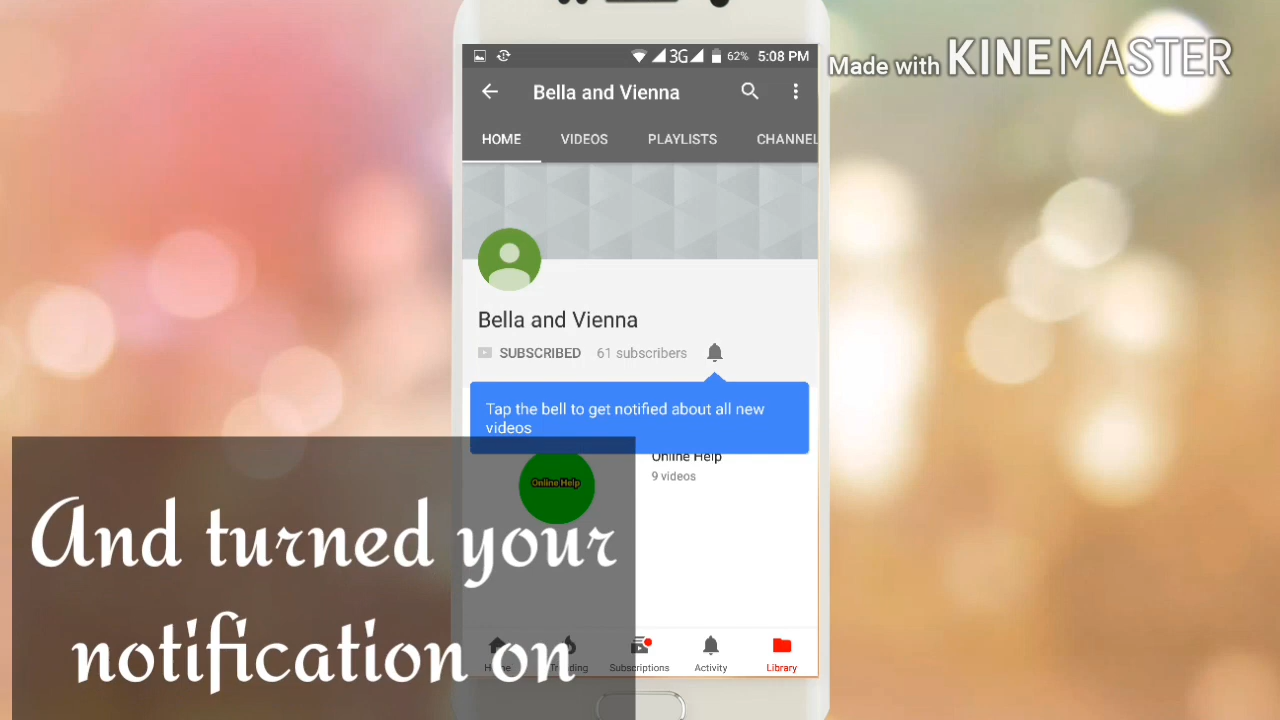 Made with KINEMASTER
3G 62% 5:08 PM
Bella and Vienna
HOME VIDEOS PLAYLISTS CHANNEL
Bella and Vienna
SUBSCRIBED 61 subscribers
Tap the bell to get notified about all new
videos
Online Help
9 videos
Online Help
And turned your
notification on
Home Trending Subscriptions Activity Library